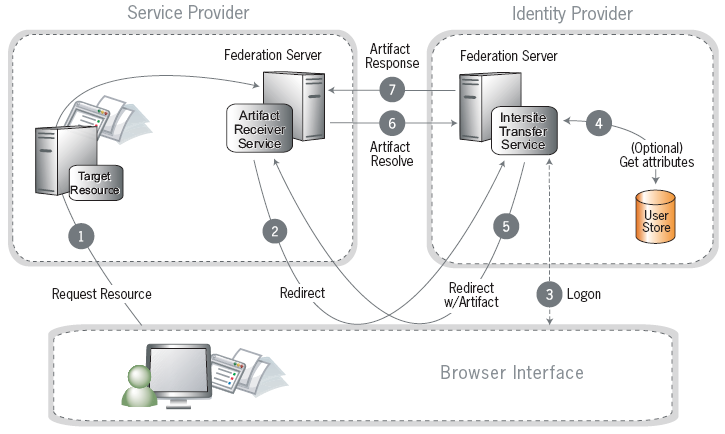 Service Provider
Identity Provider
Federation Server
Artifact
Response
Federation Server
7
Artifact
Receiver
Service
6
Artifact
Resolve
Intersite
Transfer
Service
4
(Optional)
Get attributes
Target
Resource
User
Store
1
2
5
Request Resource
Redirect
Redirect
w/Artifact
3
Logon
Browser Interface